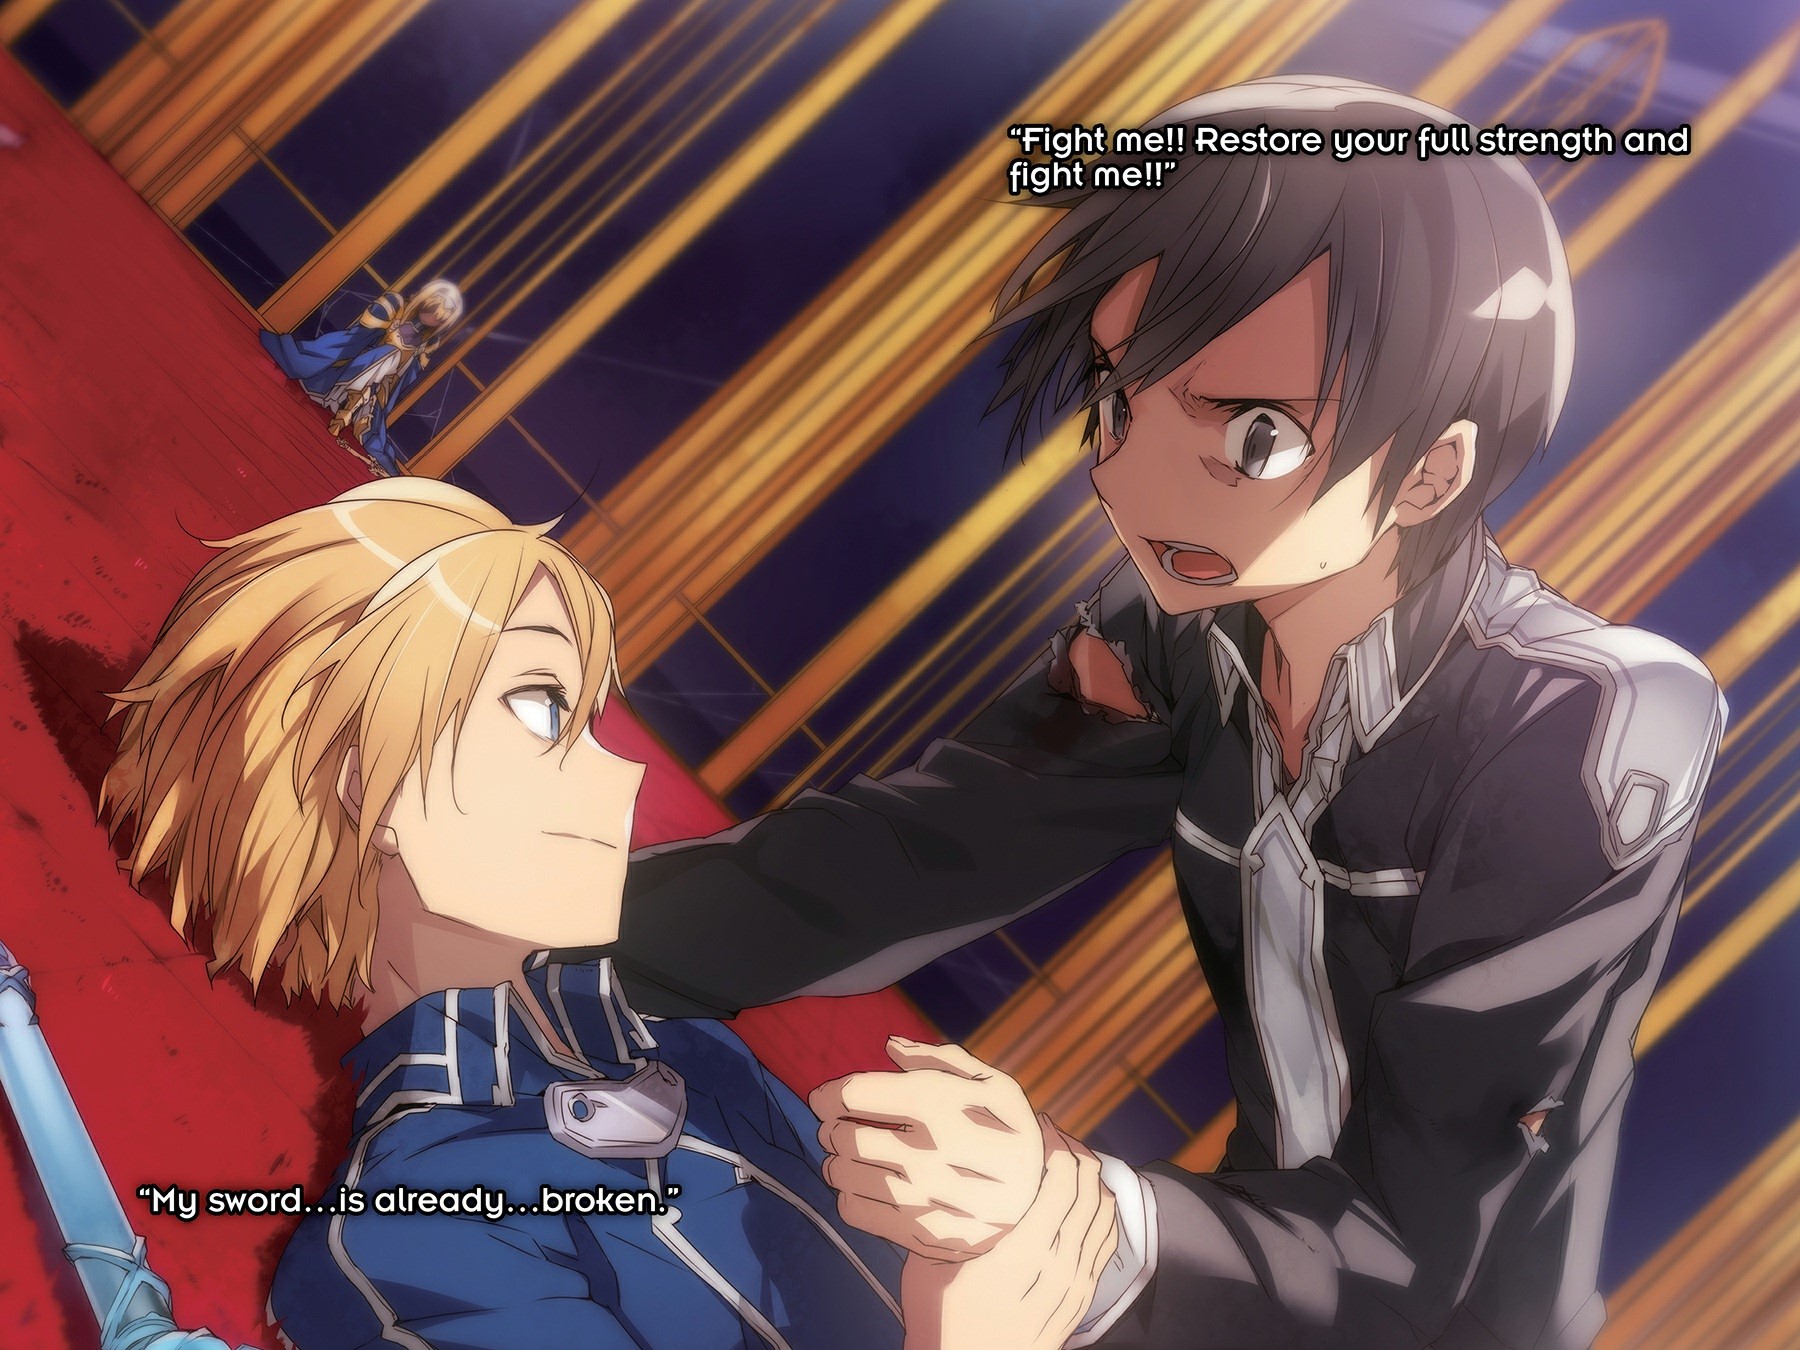 “Fight me!! Restore your full strength and
fight me!!”
“My sword...is already...broken.”